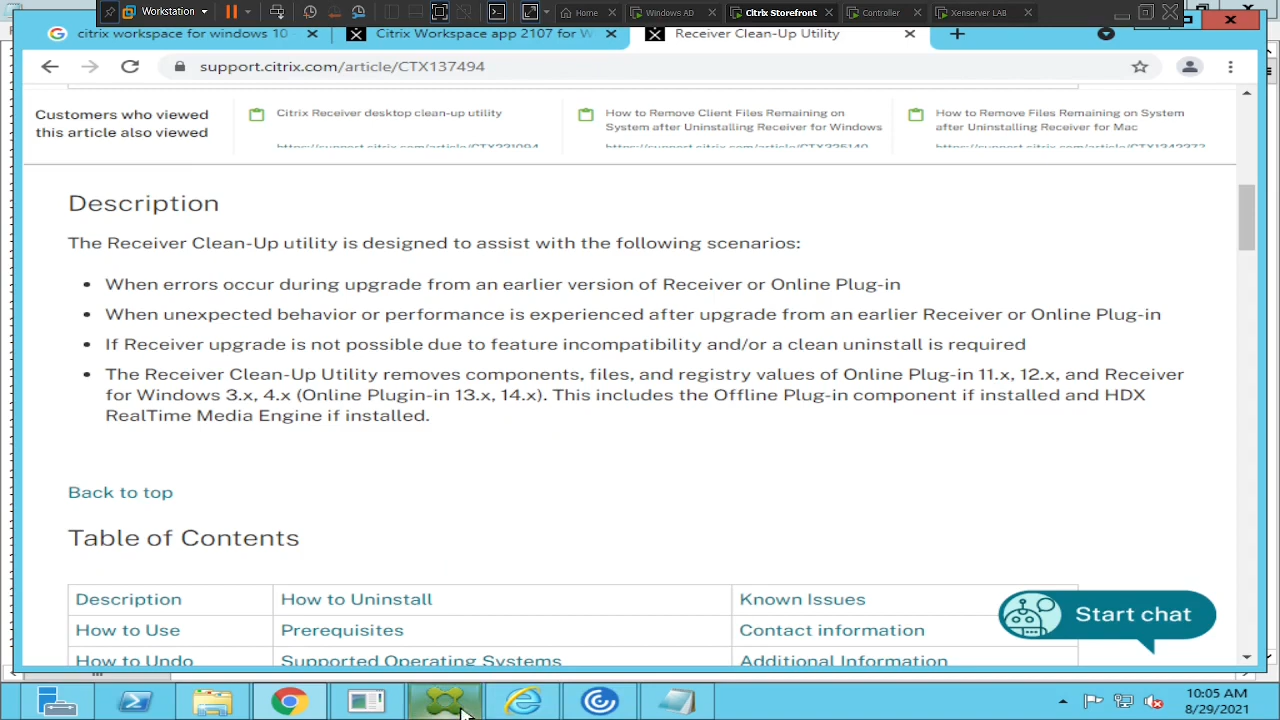 Workstation
Home
Windows AD
Citrix Storefront
Controller
Xenserver LAB
citrix workspace for windows 10 -
Citrix Workspace app 2107 for W
Receiver Clean-Up Utility
support.citrix.com/article/CTX137494
Customers who viewed
this article also viewed
Citrix Receiver desktop clean-up utility
How to Remove Client Files Remaining on
System after Uninstalling Receiver for Windows
How to Remove Files Remaining on System
after Uninstalling Receiver for Mac
Description
The Receiver Clean-Up utility is designed to assist with the following scenarios:
• When errors occur during upgrade from an earlier version of Receiver or Online Plug-in
• When unexpected behavior or performance is experienced after upgrade from an earlier Receiver or Online Plug-in
• If Receiver upgrade is not possible due to feature incompatibility and/or a clean uninstall is required
• The Receiver Clean-Up Utility removes components, files, and registry values of Online Plug-in 11.x, 12.x, and Receiver
for Windows 3.x, 4.x (Online Plugin-in 13.x, 14.x). This includes the Offline Plug-in component if installed and HDX
RealTime Media Engine if installed.
Back to top
Table of Contents
Description
How to Uninstall
Known Issues
How to Use
Prerequisites
Contact information
How to Undo
Supported Operating Systems
Additional Information
Start chat
10:05 AM
8/29/2021